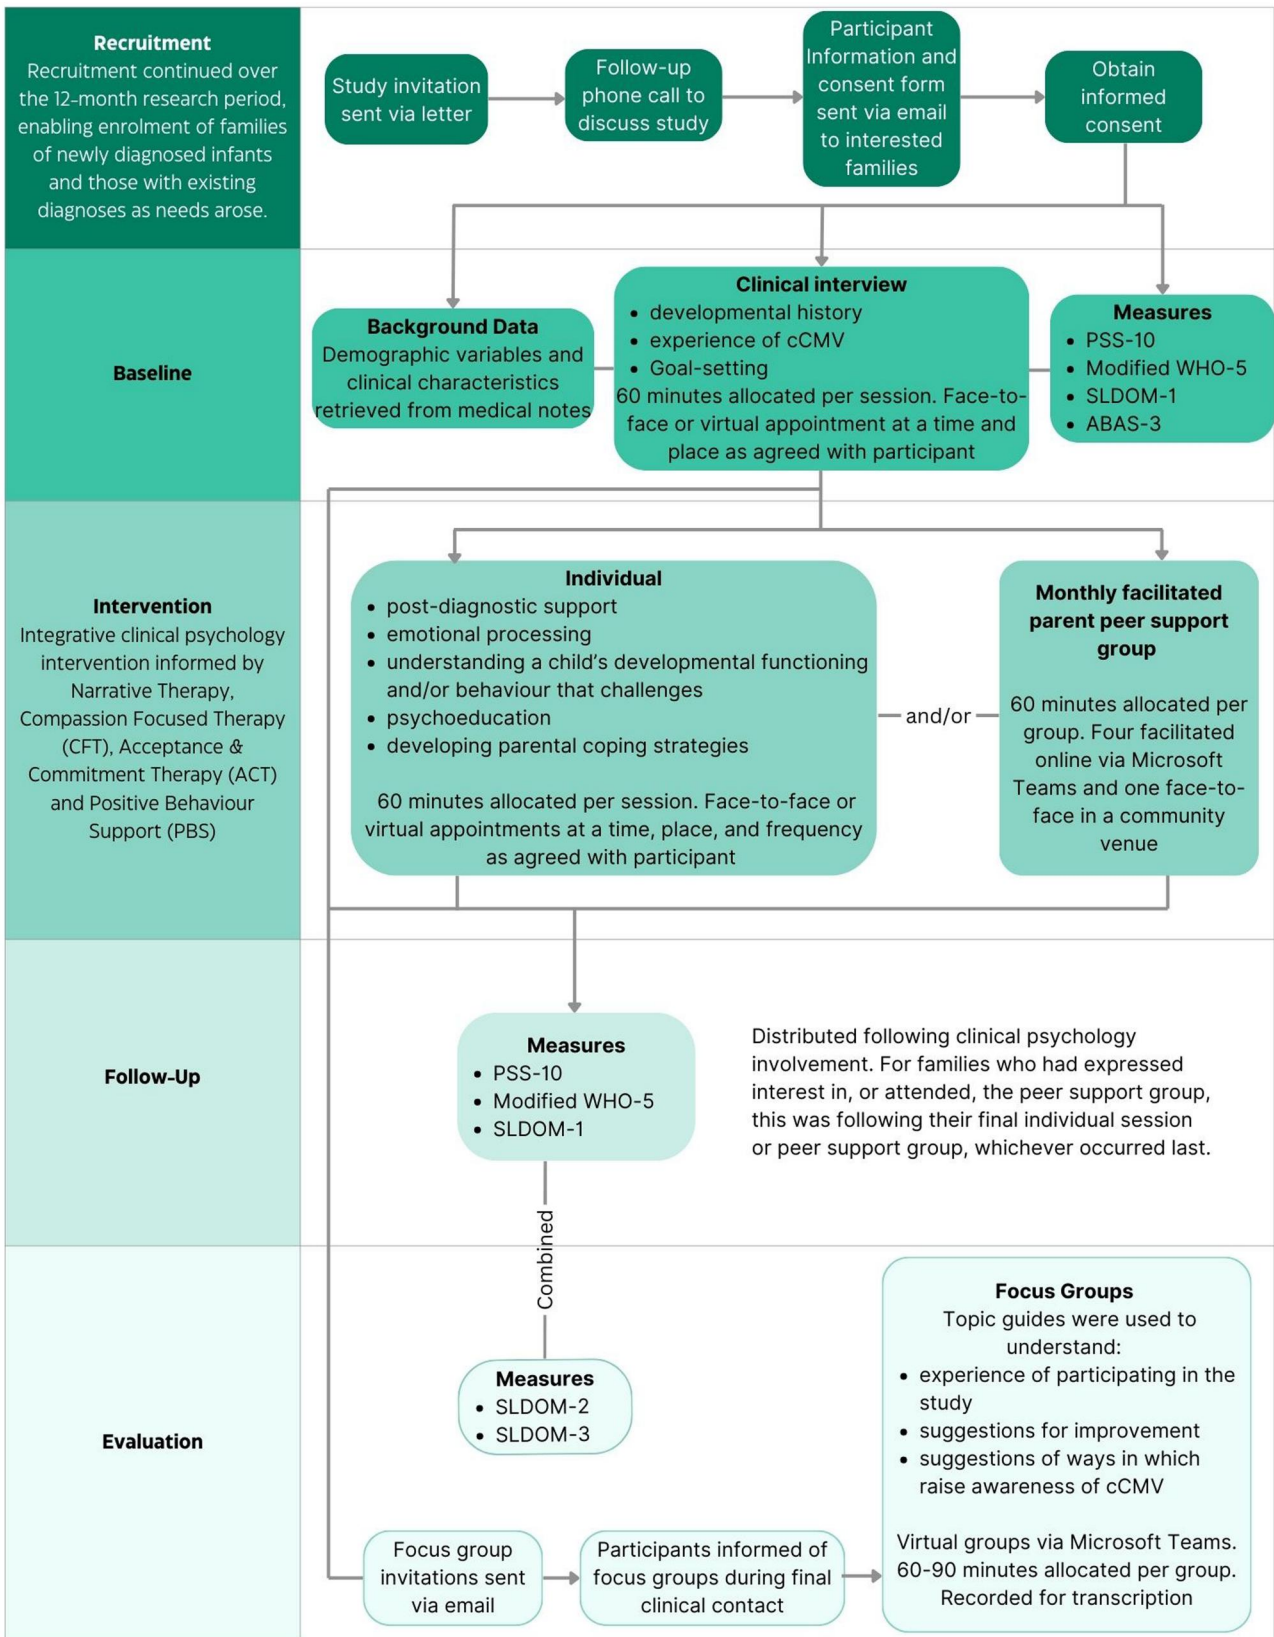 Recruitment
Recruitment continued over
the 12-month research period,
enabling enrolment of families
of newly diagnosed infants
and those with existing
diagnoses as needs arose.
Study invitation
sent via letter
Follow-up
phone call to
discuss study
Participant
Information and
consent form
sent via email
to interested
families
Obtain
informed
consent
Baseline
Background Data
Demographic variables and
clinical characteristics
retrieved from medical notes
Clinical interview
• developmental history
• experience of cCMV
• Goal-setting
60 minutes allocated per session. Face-to-
face or virtual appointment at a time and
place as agreed with participant
Measures
• PSS-10
• Modified WHO-5
• SLDOM-1
• ABAS-3
Intervention
Integrative clinical psychology
intervention informed by
Narrative Therapy,
Compassion Focused Therapy
(CFT), Acceptance &
Commitment Therapy (ACT)
and Positive Behaviour
Support (PBS)
Individual
• post-diagnostic support
• emotional processing
• understanding a child's developmental functioning
and/or behaviour that challenges
• psychoeducation
• developing parental coping strategies
60 minutes allocated per session. Face-to-face or
virtual appointments at a time, place, and frequency
as agreed with participant
and/or
Monthly facilitated
parent peer support
group
60 minutes allocated per
group. Four facilitated
online via Microsoft
Teams and one face-to-
face in a community
venue
Follow-Up
Measures
• PSS-10
• Modified WHO-5
• SLDOM-1
Distributed following clinical psychology
involvement. For families who had expressed
interest in, or attended, the peer support group,
this was following their final individual session
or peer support group, whichever occurred last.
Combined
Evaluation
Measures
• SLDOM-2
• SLDOM-3
Focus group
invitations sent
via email
Participants informed of
focus groups during final
clinical contact
Focus Groups
Topic guides were used to
understand:
• experience of participating in the
study
• suggestions for improvement
• suggestions of ways in which
raise awareness of cCMV
Virtual groups via Microsoft Teams.
60-90 minutes allocated per group.
Recorded for transcription